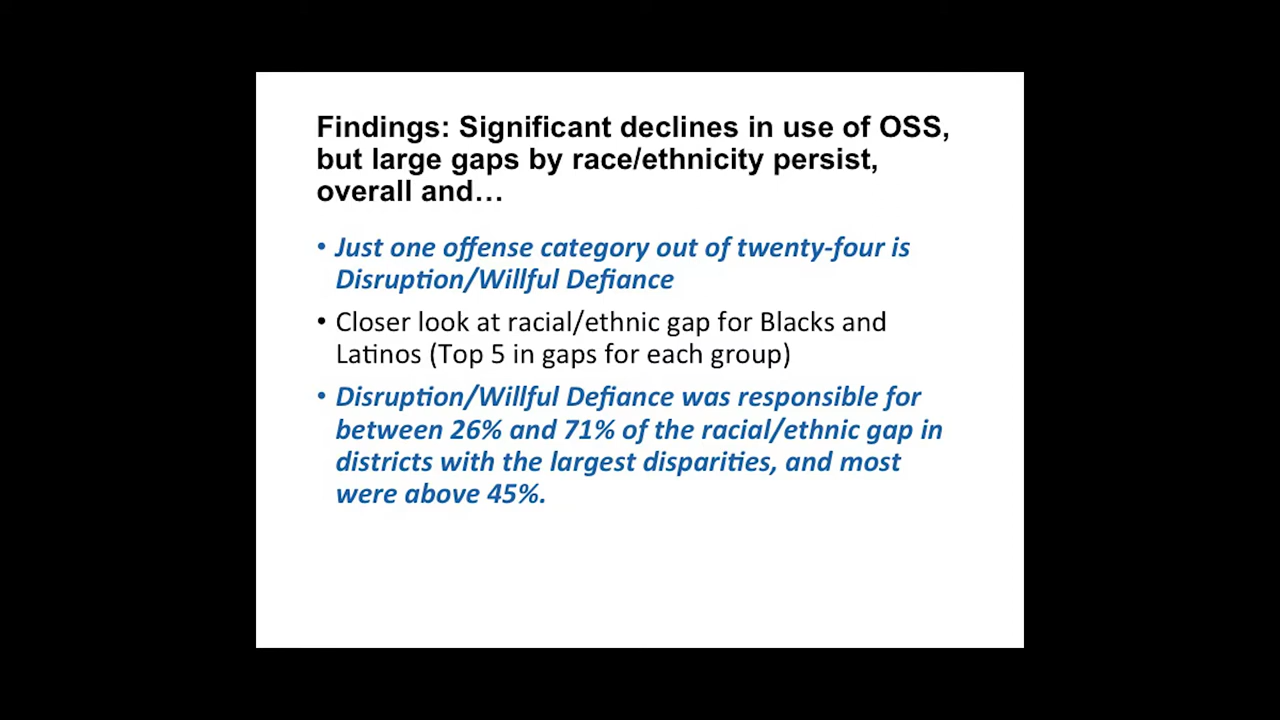 Findings: Significant declines in use of OSS,
but large gaps by race/ethnicity persist,
overall and…
• Just one offense category out of twenty-four is
Disruption/Willful Defiance
• Closer look at racial/ethnic gap for Blacks and
Latinos (Top 5 in gaps for each group)
• Disruption/Willful Defiance was responsible for
between 26% and 71% of the racial/ethnic gap in
districts with the largest disparities, and most
were above 45%.